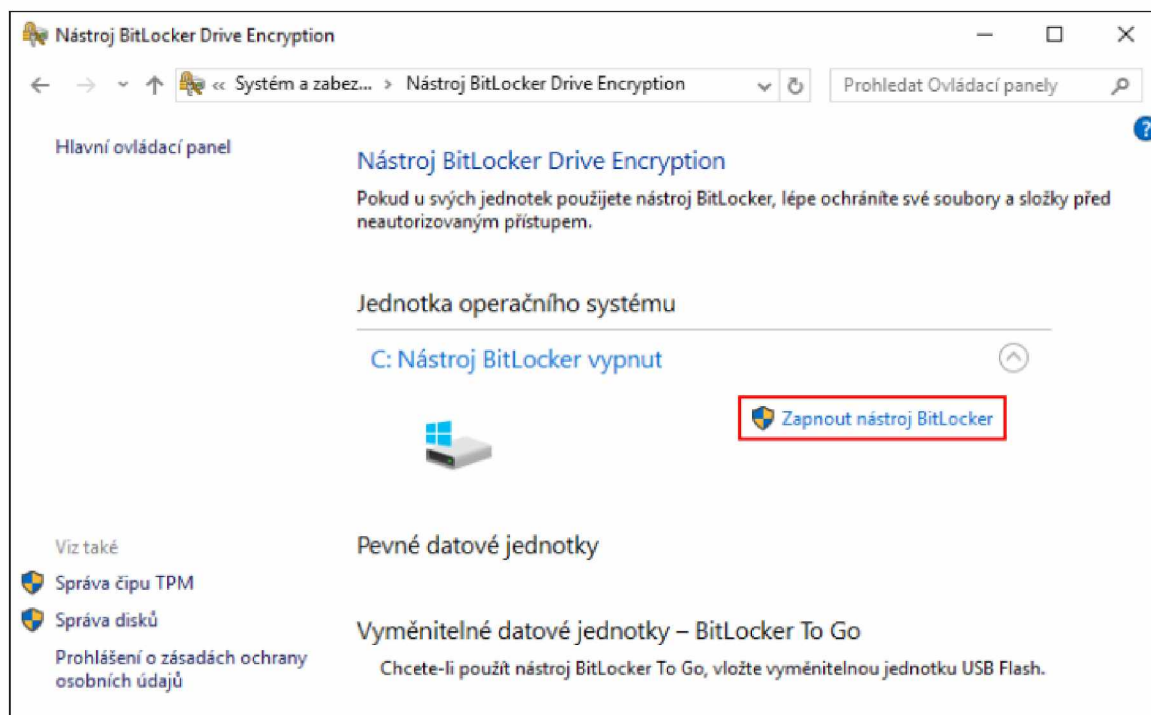 Nástroj BitLocker Drive Encryption
« Systém a zabez... > Nástroj BitLocker Drive Encryption
Prohledat Ovládací panely
Hlavní ovládací panel
Nástroj BitLocker Drive Encryption
Pokud u svých jednotek použijete nástroj BitLocker, lépe ochráníte své soubory a složky před
neautorizovaným přístupem.
Jednotka operačního systému
C: Nástroj BitLocker vypnut
Zapnout nástroj BitLocker
Pevné datové jednotky
Vyměnitelné datové jednotky – BitLocker To Go
Chcete-li použít nástroj BitLocker To Go, vložte vyměnitelnou jednotku USB Flash.
Viz také
Správa čipu TPM
Správa disků
Prohlášení o zásadách ochrany
osobních údajů